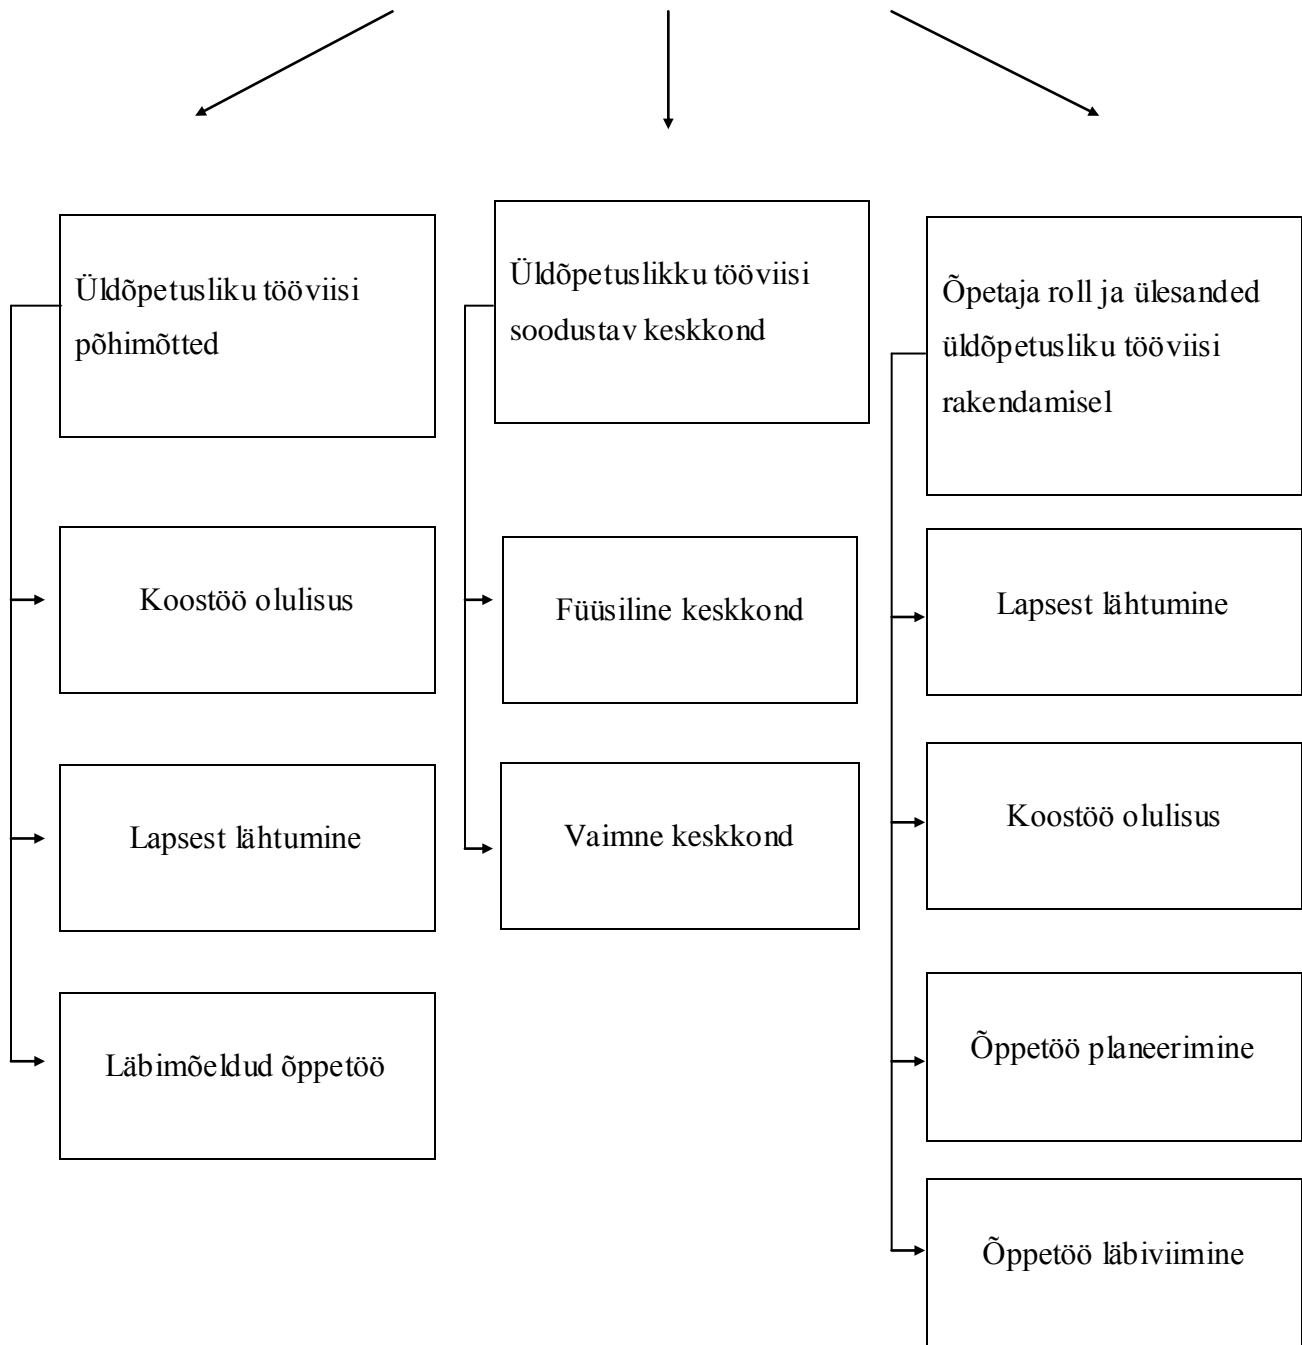 Üldõpetusliku tööviisi
põhimõtted
Koostöö olulisus
Lapsest lähtumine
Läbimõeldud õppetöö
Üldõpetuslikku tööviisi
soodustav keskkond
Füüsiline keskkond
Vaimne keskkond
Õpetaja roll ja ülesanded
üldõpetusliku tööviisi
rakendamisel
Lapsest lähtumine
Koostöö olulisus
Õppetöö planeerimine
Õppetöö läbiviimine